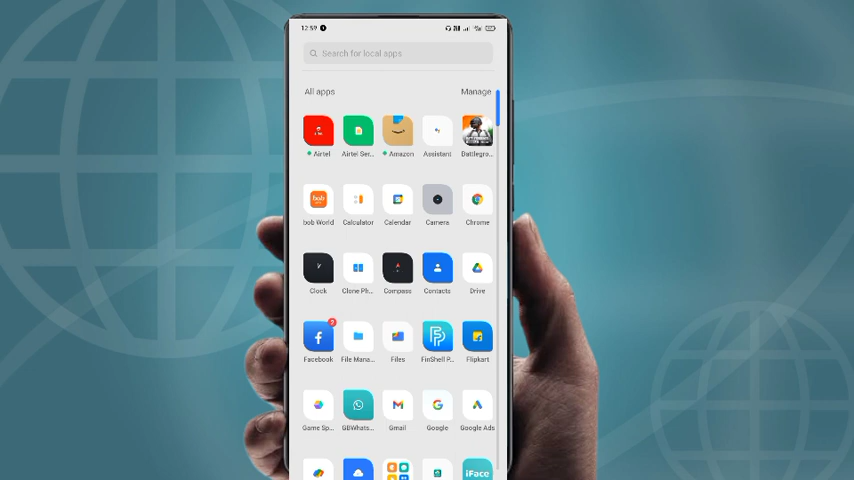 12:59
Search for local apps
All apps Manage
Airtel Airtel Ser... Amazon Assistant Battlegro...
bob
bob World Calculator Calendar Camera Chrome
Clock Clone Ph... Compass Contacts Drive
2
Facebook File Mana... Files FinShell P... Flipkart
Game Sp... GBWhats... Gmail Google Google Ads
iFace